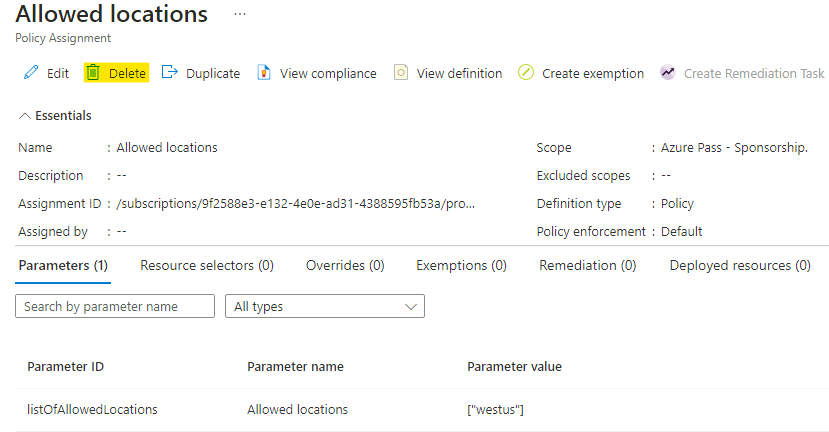 Allowed locations ...
Policy Assignment
Edit Delete Duplicate View compliance View definition Create exemption Create Remediation Task
Essentials
Name : Allowed locations Scope : Azure Pass - Sponsorship.
Description : -- Excluded scopes : --
Assignment ID : /subscriptions/9f2588e3-e132-4e0e-ad31-4388595fb53a/pro... Definition type : Policy
Assigned by : -- Policy enforcement : Default
Parameters (1) Resource selectors (0) Overrides (0) Exemptions (0) Remediation (0) Deployed resources (0)
Search by parameter name All types
Parameter ID Parameter name Parameter value
listOfAllowedLocations Allowed locations ["westus"]